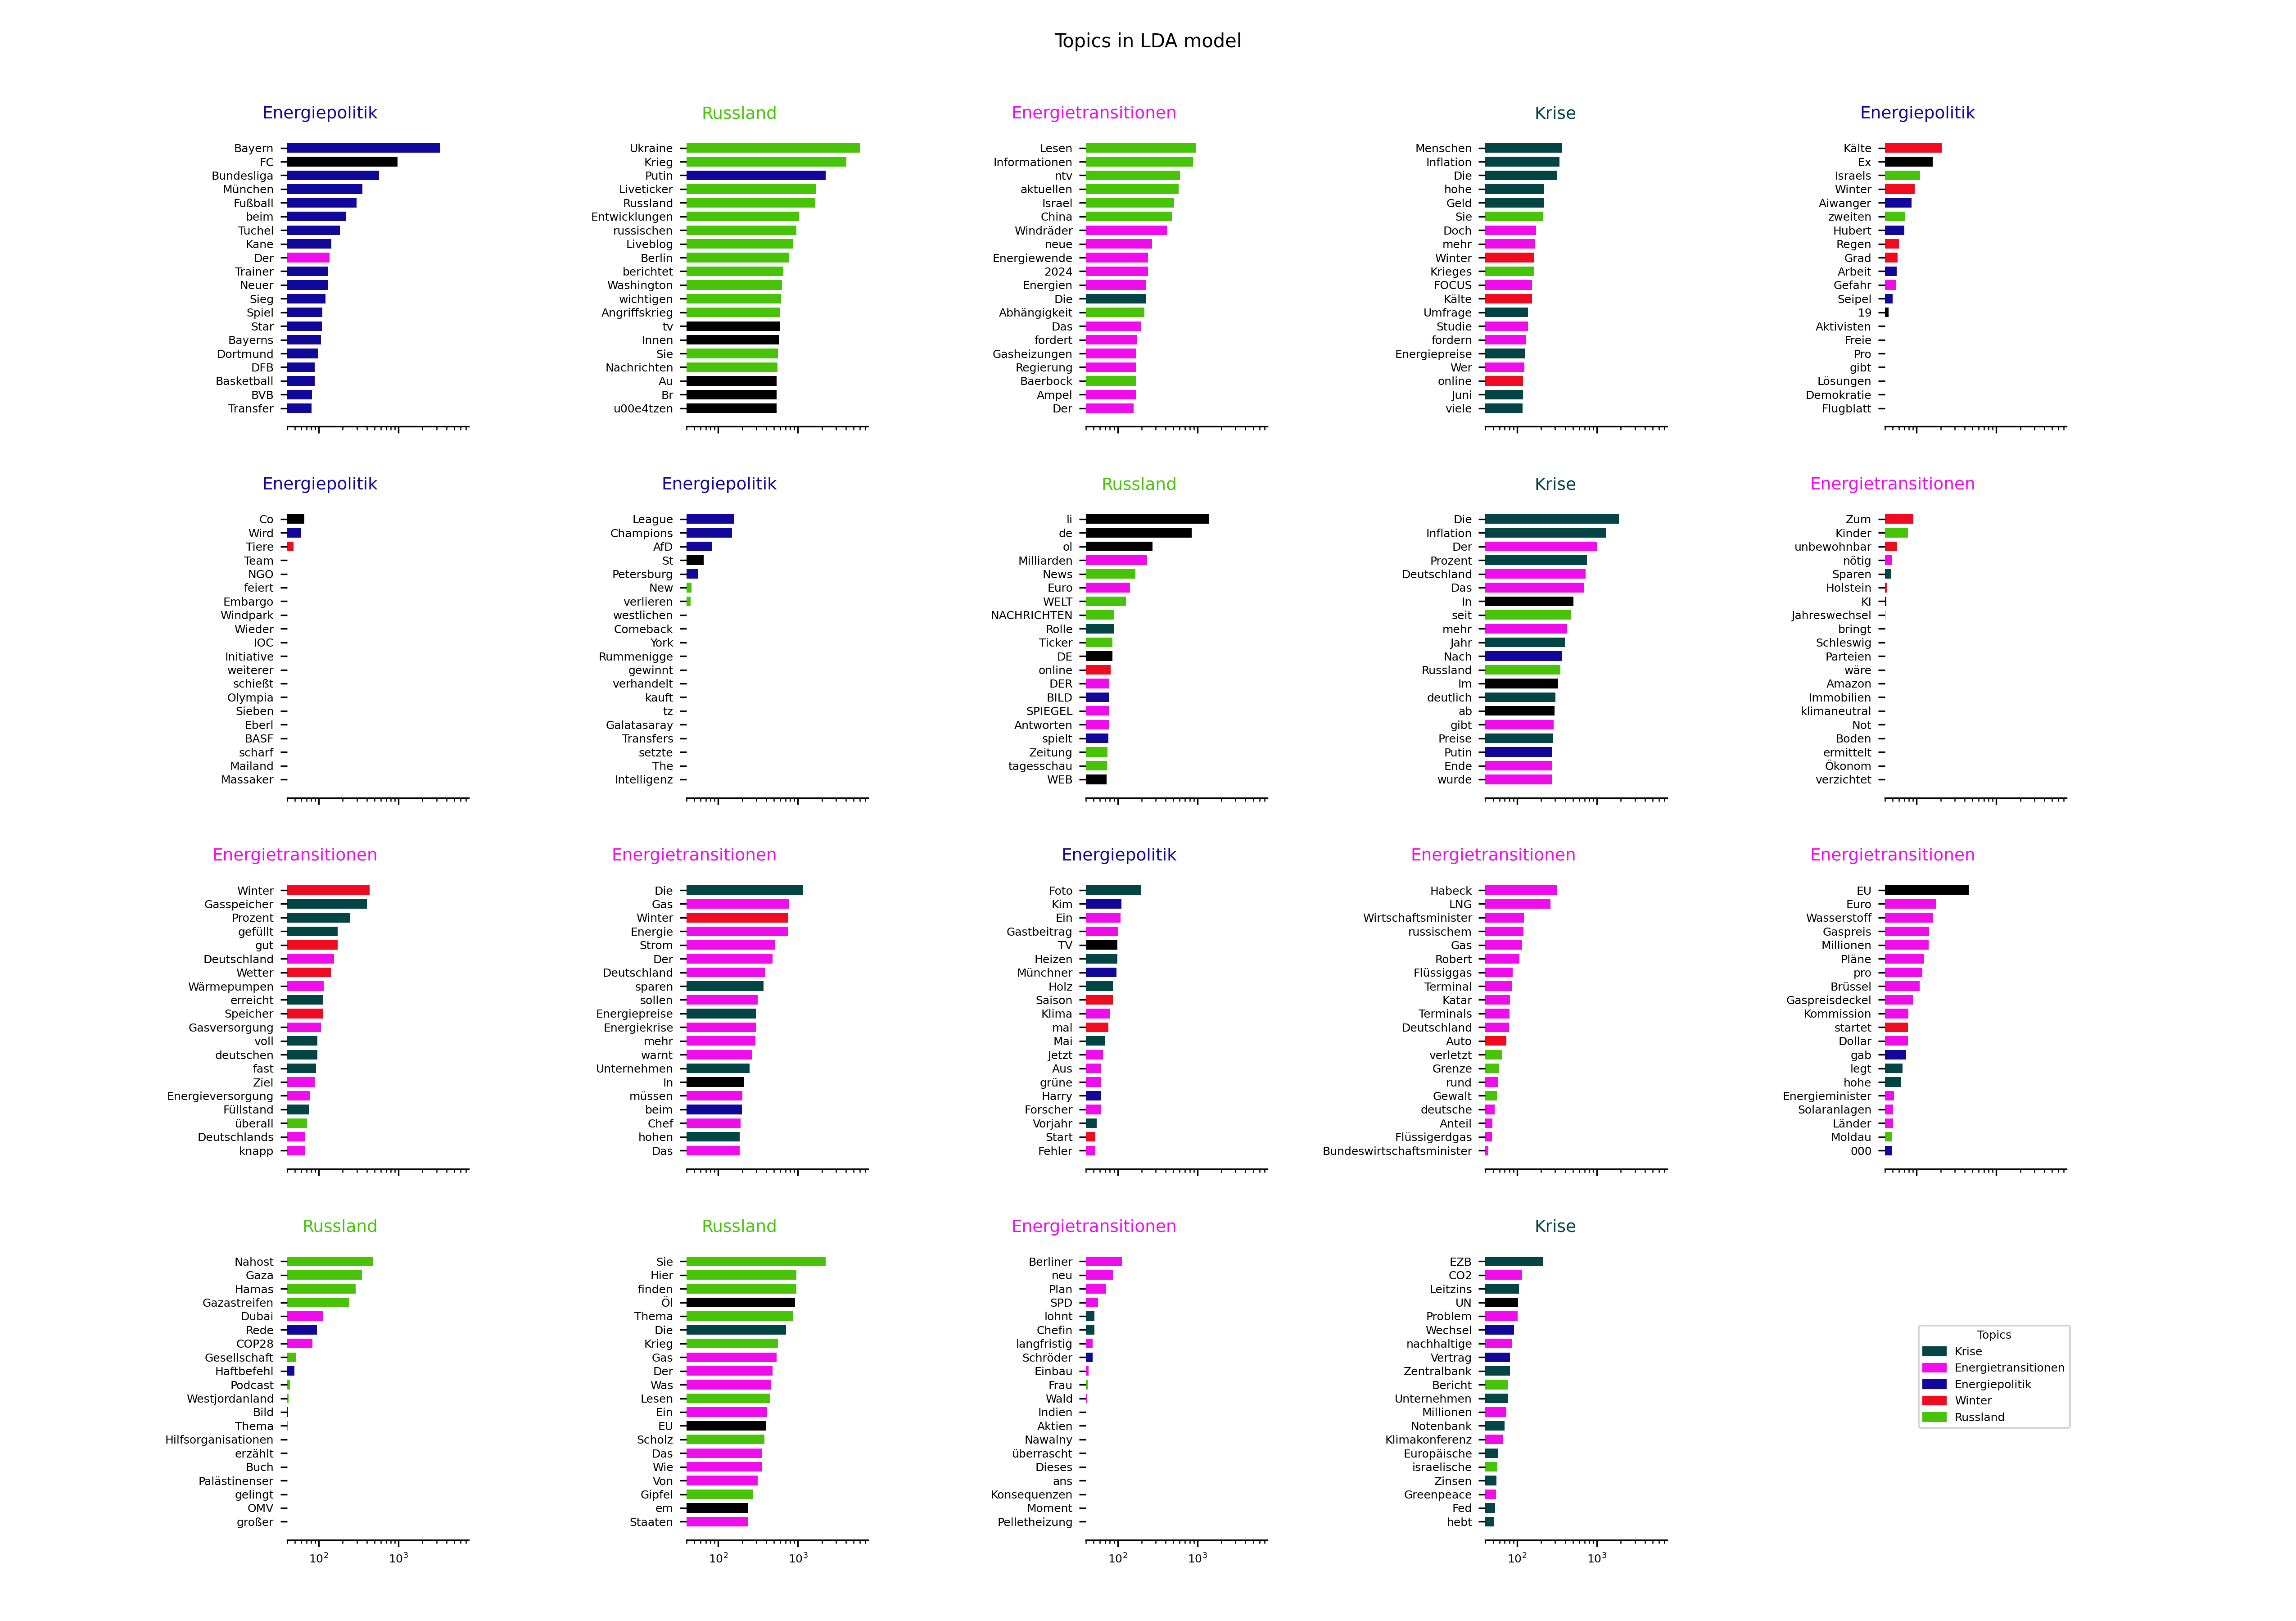 Topics in LDA model
Energiepolitik
Bayern
FC
Bundesliga
München
Fußball
beim
Tuchel
Kane
Der
Trainer
Neuer
Sieg
Spiel
Star
Bayerns
Dortmund
DFB
Basketball
BVB
Transfer
Russland
Ukraine
Krieg
Putin
Liveticker
Russland
Entwicklungen
russischen
Liveblog
Berlin
berichtet
Washington
wichtigen
Angriffskrieg
tv
Innen
Sie
Nachrichten
Au
Br
u00e4tzen
Energietransitionen
Lesen
Informationen
ntv
aktuellen
Israel
China
Windräder
neue
Energiewende
2024
Energien
Die
Abhängigkeit
Das
fordert
Gasheizungen
Regierung
Baerbock
Ampel
Der
Krise
Menschen
Inflation
Die
hohe
Geld
Sie
Doch
mehr
Winter
Krieges
FOCUS
Kälte
Umfrage
Studie
fordern
Energiepreise
Wer
online
Juni
viele
Energiepolitik
Kälte
Ex
Israels
Winter
Aiwanger
zweiten
Hubert
Regen
Grad
Arbeit
Gefahr
Seipel
19
Aktivisten
Freie
Pro
gibt
Lösungen
Demokratie
Flugblatt
Energiepolitik
Co
Wird
Tiere
Team
NGO
feiert
Embargo
Windpark
Wieder
IOC
Initiative
weiterer
schießt
Olympia
Sieben
Eberl
BASF
scharf
Mailand
Massaker
Energiepolitik
League
Champions
AfD
St
Petersburg
New
verlieren
westlichen
Comeback
York
Rummenigge
gewinnt
verhandelt
kauft
tz
Galatasaray
Transfers
setzte
The
Intelligenz
Russland
li
de
ol
Milliarden
News
Euro
WELT
NACHRICHTEN
Rolle
Ticker
DE
online
DER
BILD
SPIEGEL
Antworten
spielt
Zeitung
tagesschau
WEB
Krise
Die
Inflation
Der
Prozent
Deutschland
Das
In
seit
mehr
Jahr
Nach
Russland
Im
deutlich
ab
gibt
Preise
Putin
Ende
wurde
Energietransitionen
Zum
Kinder
unbewohnbar
nötig
Sparen
Holstein
KI
Jahreswechsel
bringt
Schleswig
Parteien
wäre
Amazon
Immobilien
klimaneutral
Not
Boden
ermittelt
Ökonom
verzichtet
Energietransitionen
Winter
Gasspeicher
Prozent
gefüllt
gut
Deutschland
Wetter
Wärmepumpen
erreicht
Speicher
Gasversorgung
voll
deutschen
fast
Ziel
Energieversorgung
Füllstand
überall
Deutschlands
knapp
Energietransitionen
Die
Gas
Winter
Energie
Strom
Der
Deutschland
sparen
sollen
Energiepreise
Energiekrise
mehr
warnt
Unternehmen
In
müssen
beim
Chef
hohen
Das
Energiepolitik
Foto
Kim
Ein
Gastbeitrag
TV
Heizen
Münchner
Holz
Saison
Klima
mal
Mai
Jetzt
Aus
grüne
Harry
Forscher
Vorjahr
Start
Fehler
Energietransitionen
Habeck
LNG
Wirtschaftsminister
russischem
Gas
Robert
Flüssiggas
Terminal
Katar
Terminals
Deutschland
Auto
verletzt
Grenze
rund
Gewalt
deutsche
Anteil
Flüssigerdgas
Bundeswirtschaftsminister
Energietransitionen
EU
Euro
Wasserstoff
Gaspreis
Millionen
Pläne
pro
Brüssel
Gaspreisdeckel
Kommission
startet
Dollar
gab
legt
hohe
Energieminister
Solaranlagen
Länder
Moldau
000
Russland
Nahost
Gaza
Hamas
Gazastreifen
Dubai
Rede
COP28
Gesellschaft
Haftbefehl
Podcast
Westjordanland
Bild
Thema
Hilfsorganisationen
erzählt
Buch
Palästinenser
gelingt
OMV
großer
10²
10³
Russland
Sie
Hier
finden
Öl
Thema
Die
Krieg
Gas
Der
Was
Lesen
Ein
EU
Scholz
Das
Wie
Von
Gipfel
em
Staaten
10²
10³
Energietransitionen
Berliner
neu
Plan
SPD
lohnt
Chefin
langfristig
Schröder
Einbau
Frau
Wald
Indien
Aktien
Nawalny
überrascht
Dieses
ans
Konsequenzen
Moment
Pelletheizung
10²
10³
Krise
EZB
CO2
Leitzins
UN
Problem
Wechsel
nachhaltige
Vertrag
Zentralbank
Bericht
Unternehmen
Millionen
Notenbank
Klimakonferenz
Europäische
israelische
Zinsen
Greenpeace
Fed
hebt
10²
10³
Topics
Krise
Energietransitionen
Energiepolitik
Winter
Russland